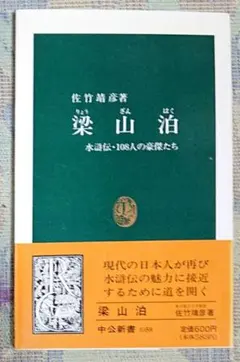 佐竹靖彦著
りょう ざん ぱく
梁山泊
水滸伝・108人の豪傑たち
現代の日本人が再び
水滸伝の魅力に接近
するために道を開く
梁山泊
佐竹靖彦著
中公新書
定価600円